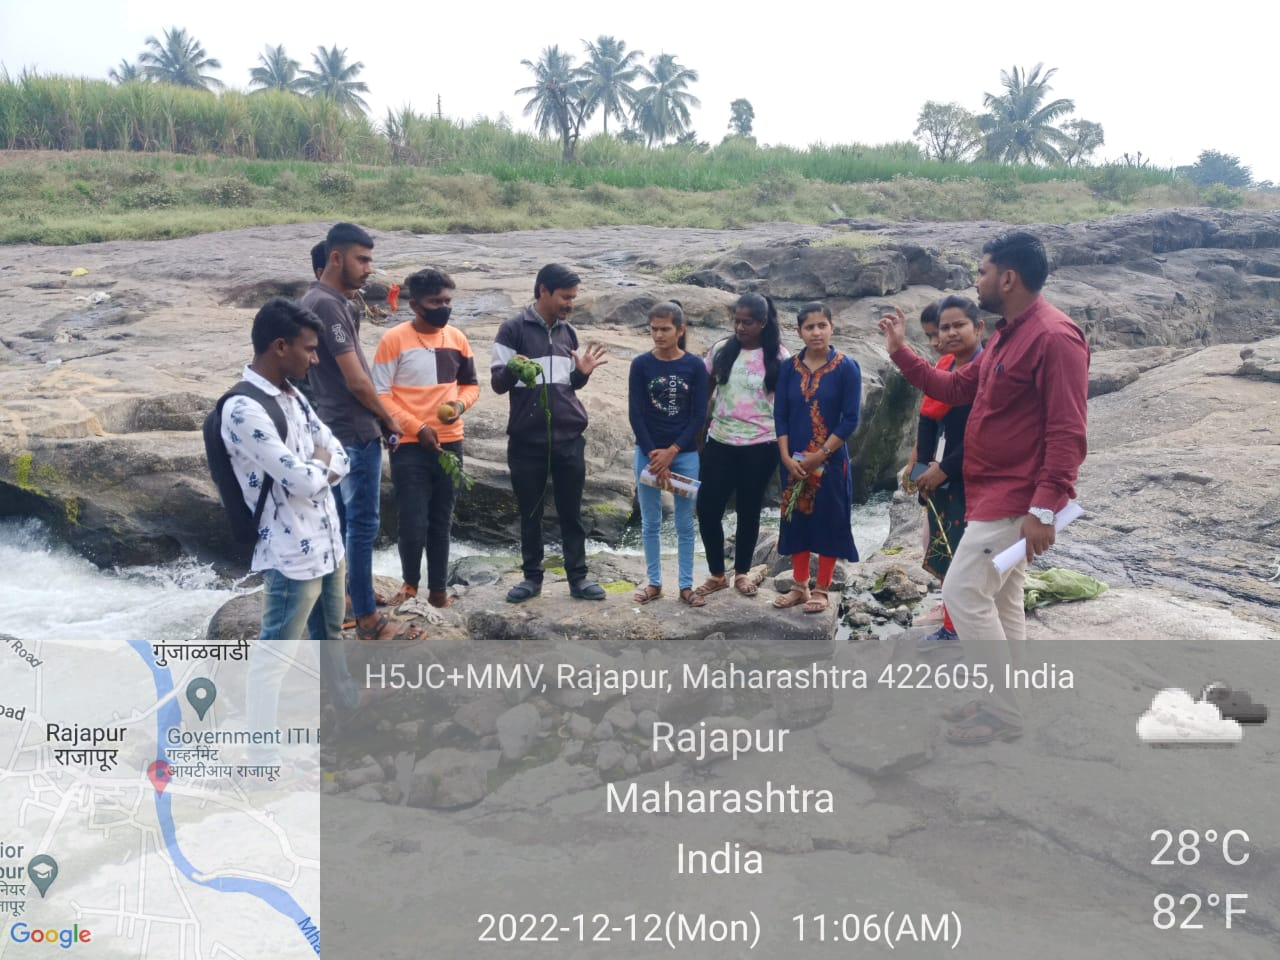 FOREVER
Road
गुंजाळवाडी
Rajapur
राजापूर
Government ITI
गव्हर्नमेंट
आयटीआय राजापूर
Google
H5JC+MMV, Rajapur, Maharashtra 422605, India
Rajapur
Maharashtra
India
2022-12-12(Mon) 11:06(AM)
28°C
82°F